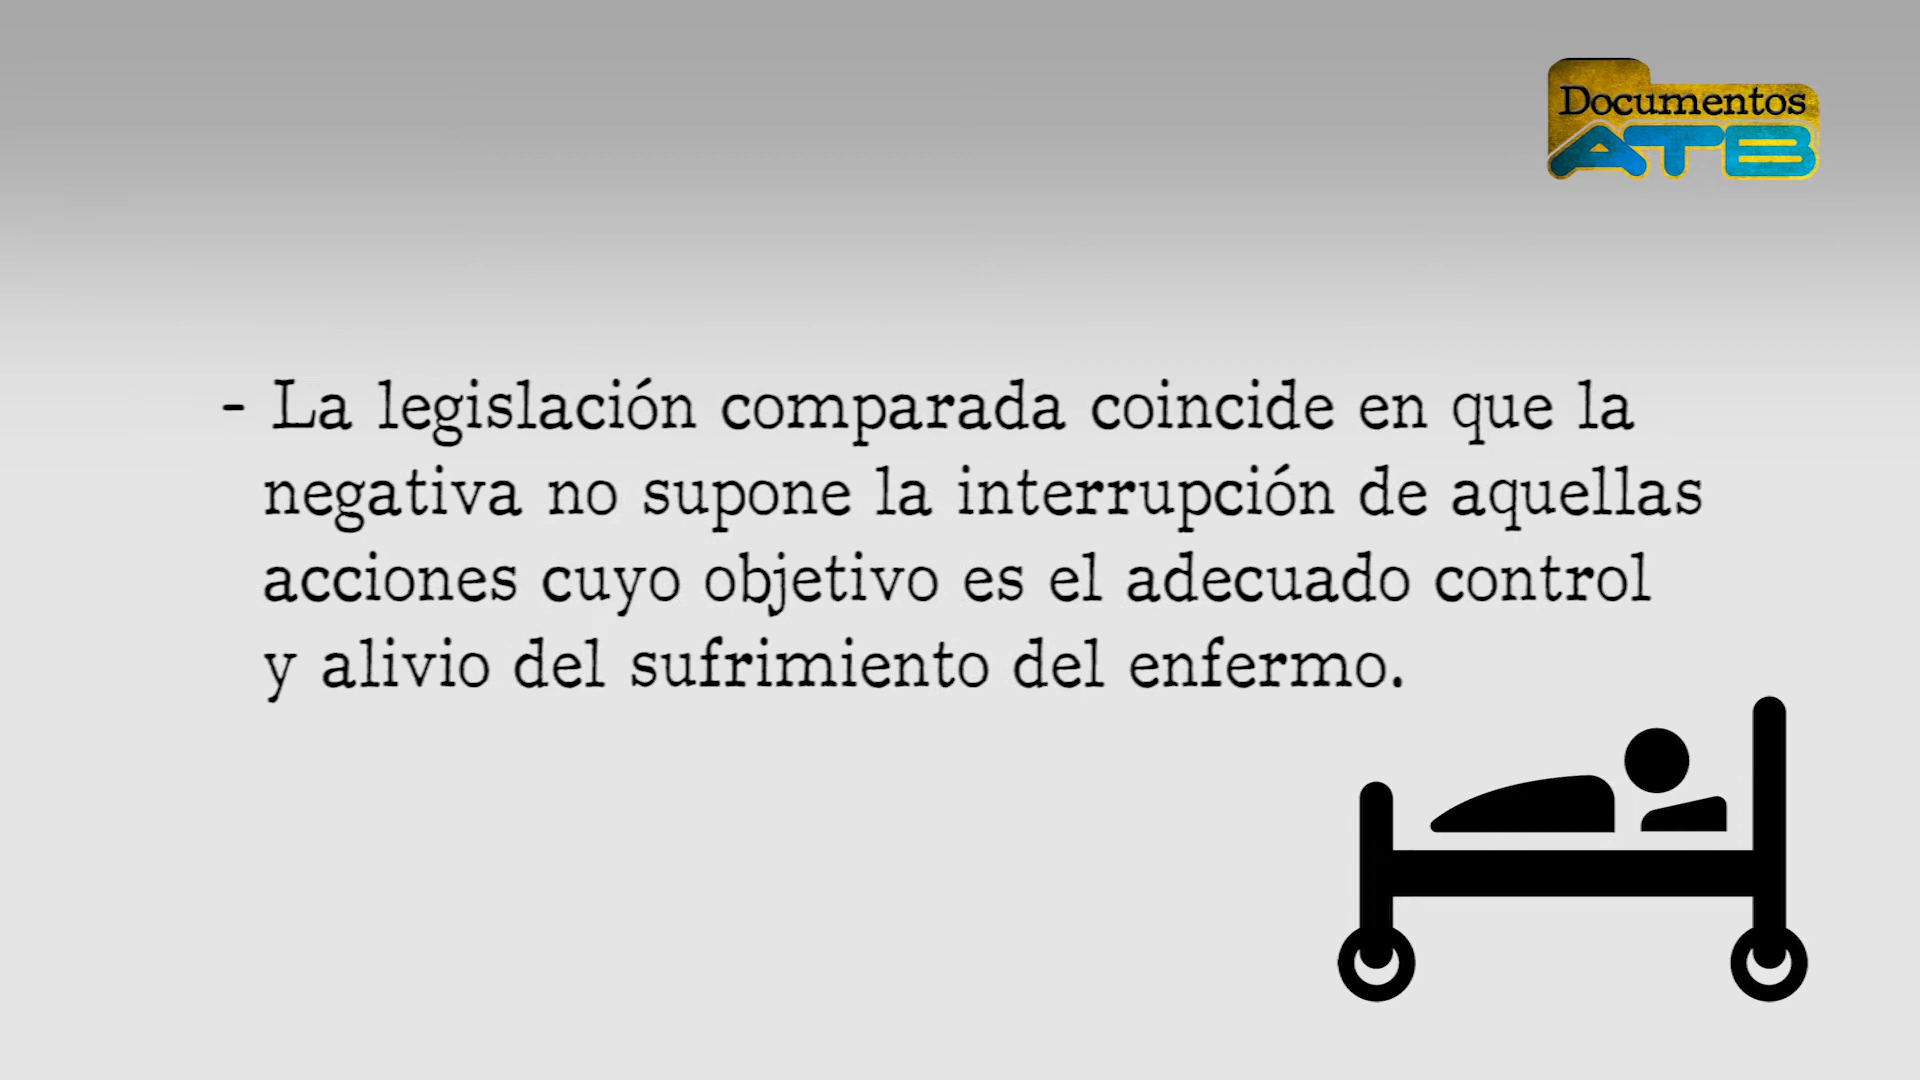 Documentos
ATB
- La legislación comparada coincide en que la
negativa no supone la interrupción de aquellas
acciones cuyo objetivo es el adecuado control
y alivio del sufrimiento del enfermo.